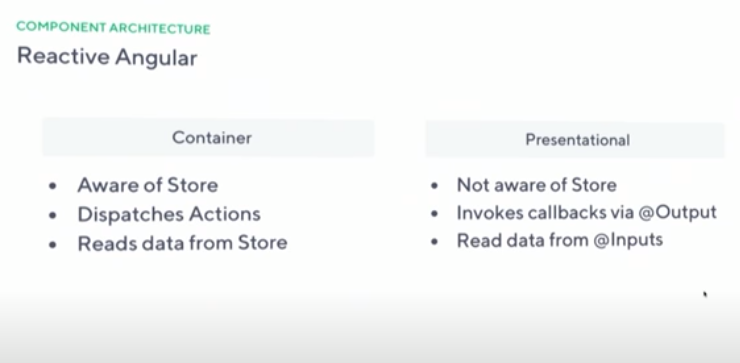 COMPONENT ARCHITECTURE
Reactive Angular
Container
• Aware of Store
• Dispatches Actions
• Reads data from Store
Presentational
• Not aware of Store
• Invokes callbacks via @Output
• Read data from @Inputs